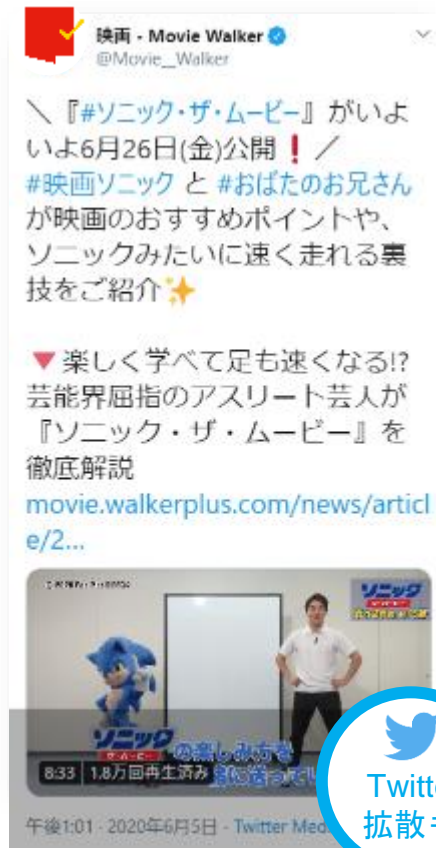 映画 - Movie Walker
@Movie__Walker
＼『#ソニック・ザ・ムービー』がいよ
いよ6月26日(金)公開❗／
#映画ソニック と #おばたのお兄さん
が映画のおすすめポイントや、
ソニックみたいに速く走れる裏
技をご紹介✨
🔻楽しく学べて足も速くなる!?
芸能界屈指のアスリート芸人が
『ソニック・ザ・ムービー』を
徹底解説
movie.walkerplus.com/news/articl
e/2...
ソニック
ソニック
の楽しみ方を
8:33 1.8万回再生済み
午後1:01 · 2020年6月5日 · Twitter Med
Twitte
拡散